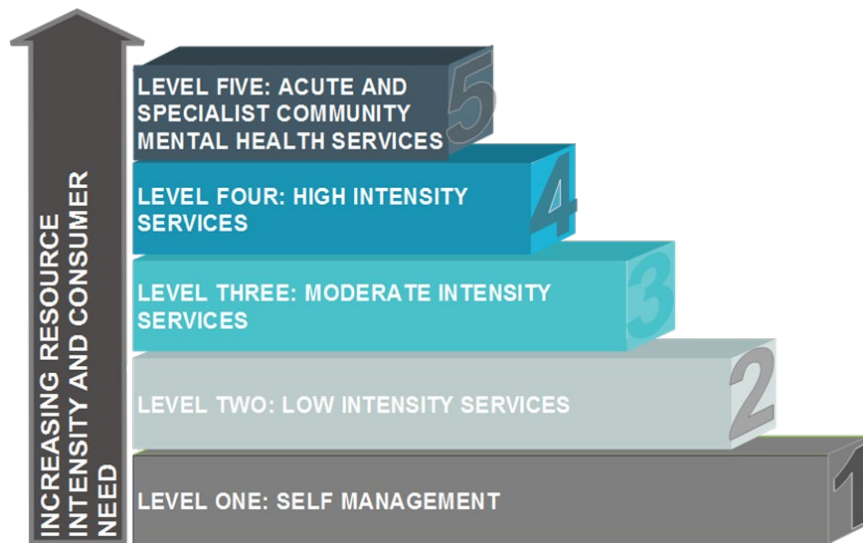 LEVEL FIVE: ACUTE AND
SPECIALIST COMMUNITY
MENTAL HEALTH SERVICES
5
LEVEL FOUR: HIGH INTENSITY
SERVICES
4
LEVEL THREE: MODERATE INTENSITY
SERVICES
3
LEVEL TWO: LOW INTENSITY SERVICES
2
LEVEL ONE: SELF MANAGEMENT
1
INCREASING RESOURCE
INTENSITY AND CONSUMER
NEED